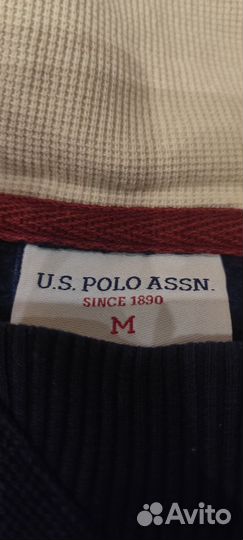 U.S. POLO ASSN.
SINCE 1890
M
Avito